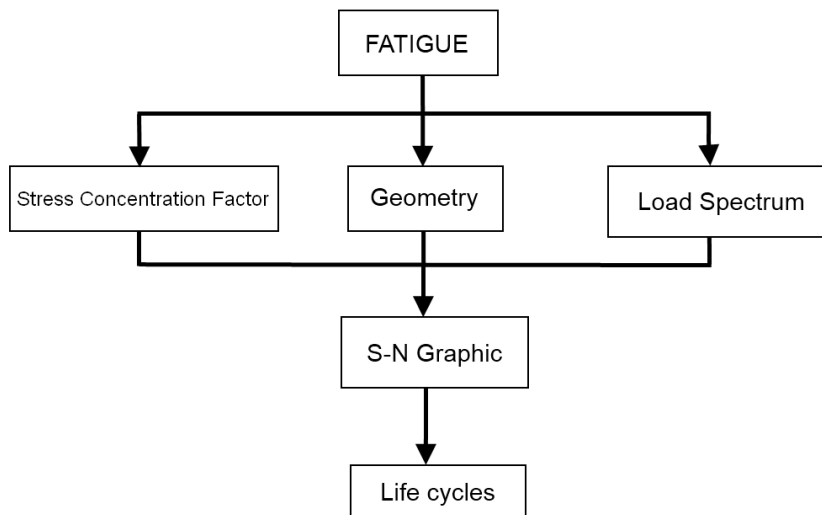 FATIGUE
Stress Concentration Factor
Geometry
Load Spectrum
S-N Graphic
Life cycles